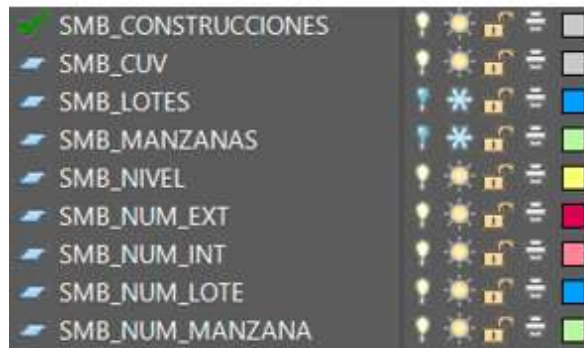 SMB_CONSTRUCCIONES
SMB_CUV
SMB_LOTES
SMB_MANZANAS
SMB_NIVEL
SMB_NUM_EXT
SMB_NUM_INT
SMB_NUM_LOTE
SMB_NUM_MANZANA